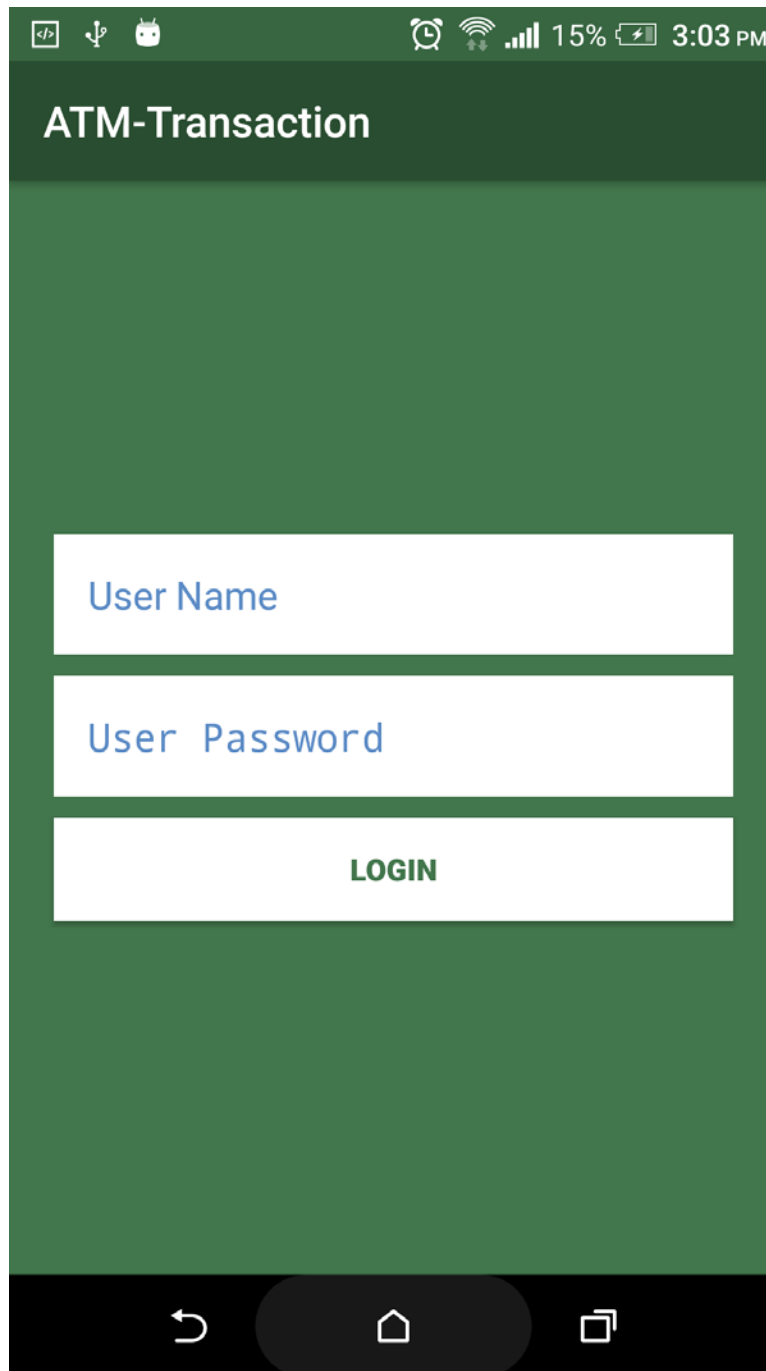 15% 3:03 PM
ATM-Transaction
User Name
User Password
LOGIN